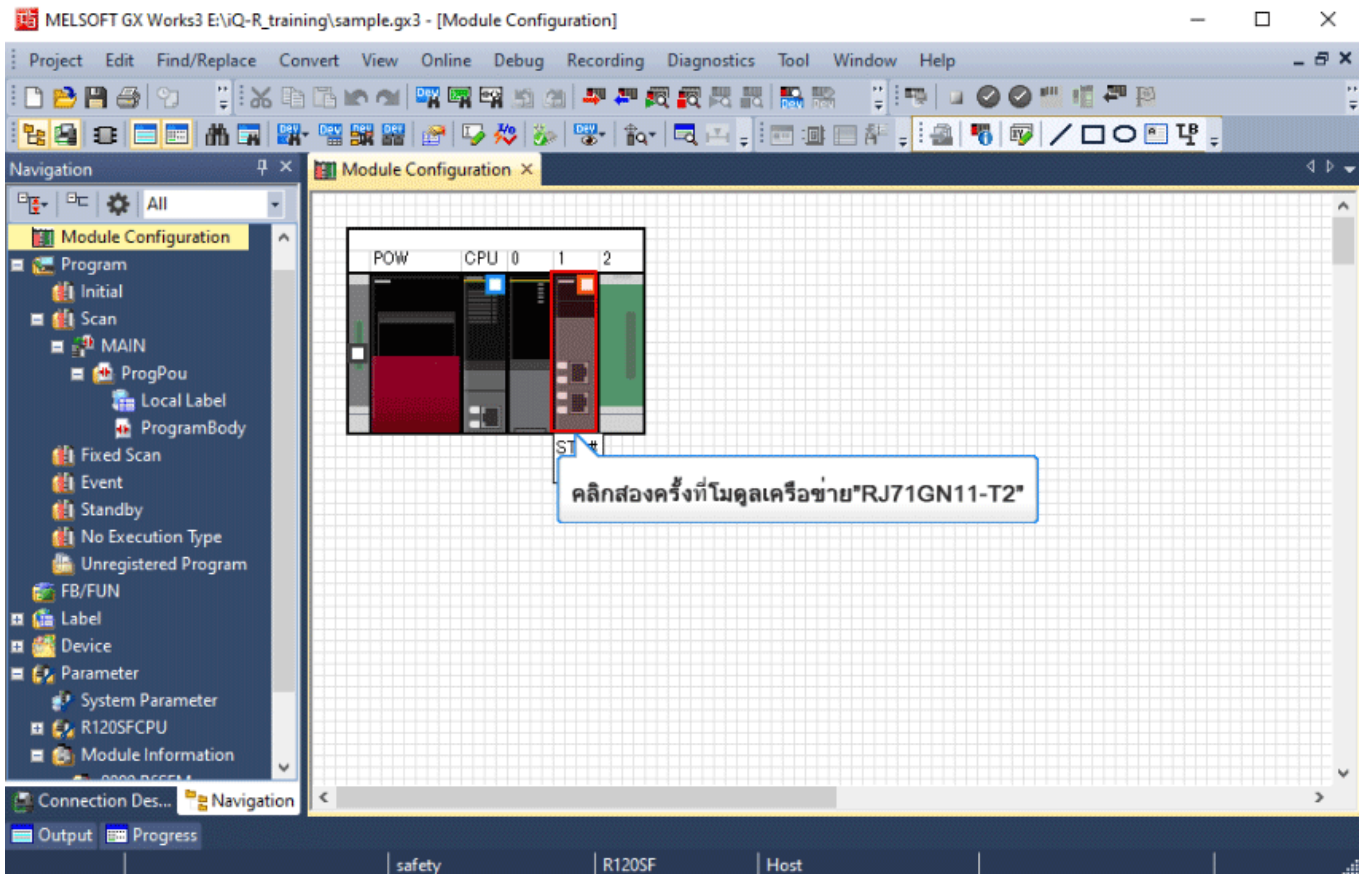 MELSOFT GX Works3 E:\iQ-R_training\sample.gx3 - [Module Configuration]
Project Edit Find/Replace Convert View Online Debug Recording Diagnostics Tool Window Help
Navigation
Module Configuration
All
Module Configuration
Program
Initial
Scan
MAIN
ProgPou
Local Label
ProgramBody
Fixed Scan
Event
Standby
No Execution Type
Unregistered Program
FB/FUN
Label
Device
Parameter
System Parameter
R120SFCPU
Module Information
POW CPU 0 1 2
คลิกสองครั้งที่โมดูลเครือข่าย"RJ71GN11-T2"
Connection Des... Navigation
Output Progress
safety R120SF Host